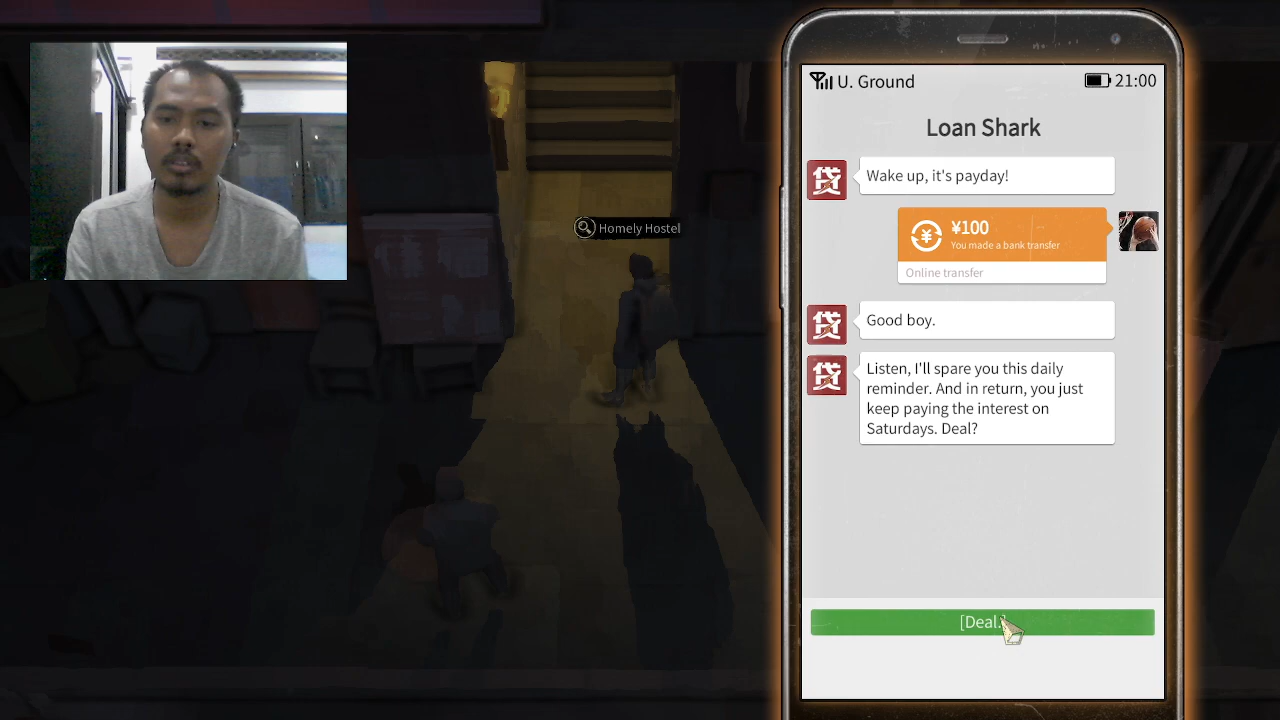 U. Ground
21:00
Loan Shark
贷
Wake up, it's payday!
¥
¥100
You made a bank transfer
Online transfer
贷
Good boy.
贷
Listen, I'll spare you this daily
reminder. And in return, you just
keep paying the interest on
Saturdays. Deal?
[Deal.]
Homely Hostel